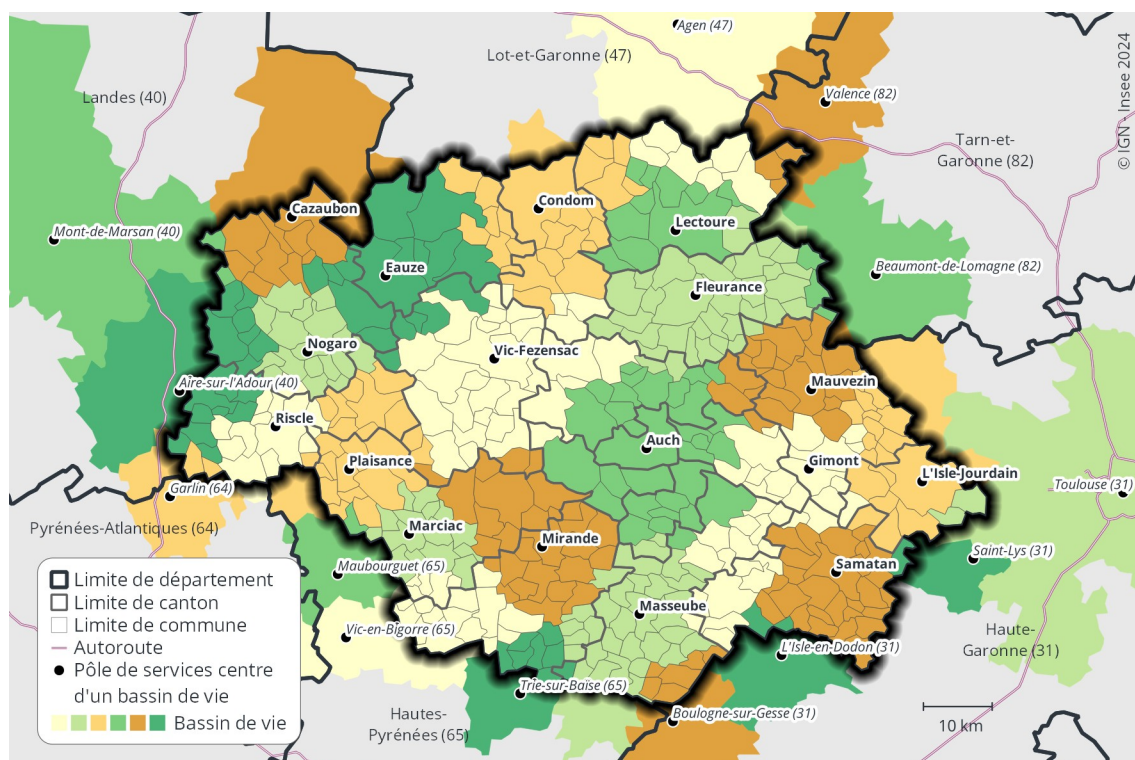 Agen (47)
Lot-et-Garonne (47)
© IGN - Insee 2024
Landes (40)
Valence (82)
Tarn-et-
Garonne (82)
Cazaubon
Condom
Mont-de-Marsan (40)
Lectoure
Eauze
Beaumont-de-Lomagne (82)
Fleurance
Nogaro
Vic-Fezensac
Aire-sur-l'Adour (40)
Mauvezin
Riscle
Auch
Plaisance
Gimont
L'Isle-Jourdain
Garlin (64)
Toulouse (31)
Pyrénées-Atlantiques (64)
Marciac
Mirande
Saint-Lys (31)
Maubourguet (65)
Samatan
Masseube
Vic-en-Bigorre (65)
Haute-
Garonne (31)
L'Isle-en-Dodon (31)
Trie-sur-Baïse (65)
Boulogne-sur-Gesse (31)
Hautes-
Pyrénées (65)
10 km
Limite de département
Limite de canton
Limite de commune
Autoroute
Pôle de services centre
d'un bassin de vie
Bassin de vie